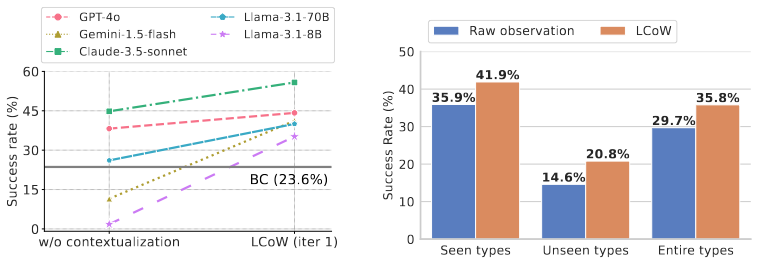 GPT-4o
Gemini-1.5-flash
Claude-3.5-sonnet
Llama-3.1-70B
Llama-3.1-8B
Success rate (%)
60
45
30
15
0
BC (23.6%)
w/o contextualization
LCoW (iter 1)
Raw observation
LCoW
Success Rate (%)
50
40
30
20
10
0
35.9%
41.9%
14.6%
20.8%
29.7%
35.8%
Seen types
Unseen types
Entire types